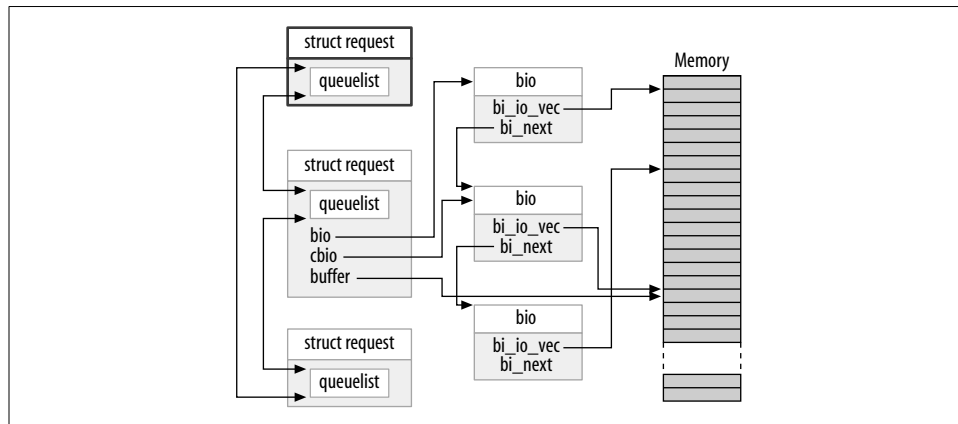 struct request
queuelist
struct request
queuelist
bio
cbio
buffer
struct request
queuelist
bio
bi_io_vec
bi_next
bio
bi_io_vec
bi_next
bio
bi_io_vec
bi_next
Memory